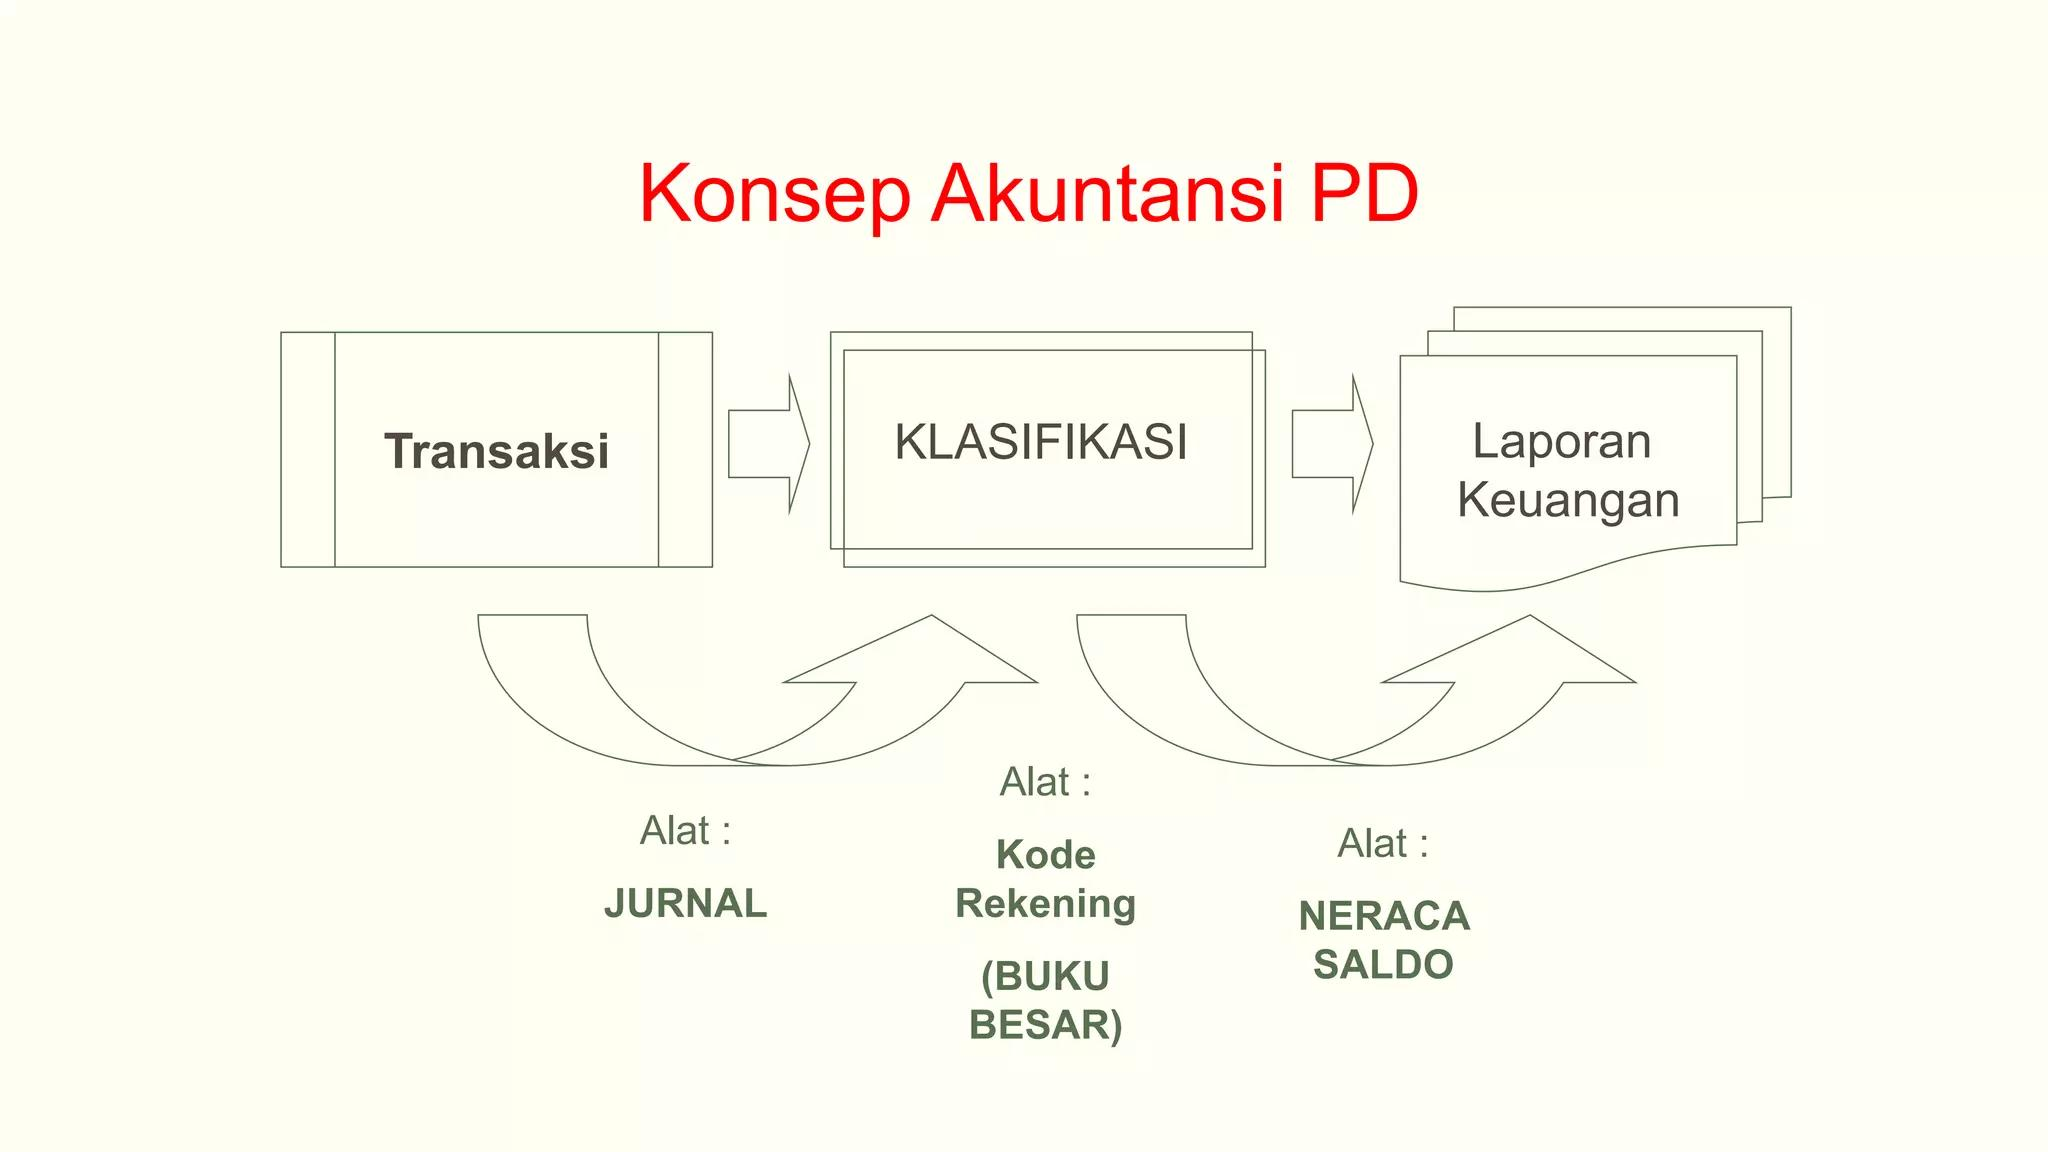 Konsep Akuntansi PD
Transaksi
KLASIFIKASI
Laporan
Keuangan
Alat :
JURNAL
Alat :
Kode
Rekening
(BUKU
BESAR)
Alat :
NERACA
SALDO